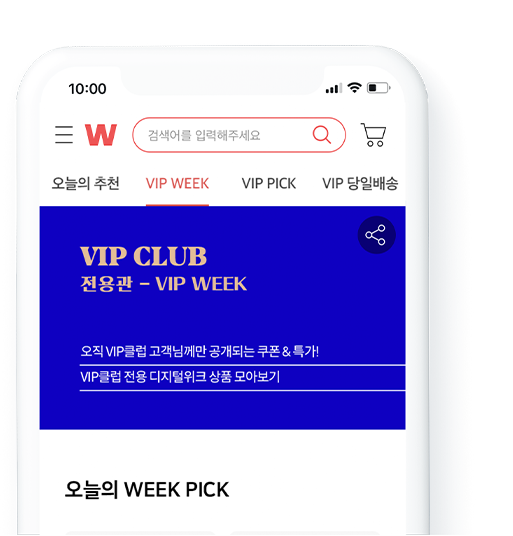 10:00
W
검색어를 입력해주세요
오늘의 추천
VIP WEEK
VIP PICK
VIP 당일배송
VIP CLUB
전용관 - VIP WEEK
오직 VIP클럽 고객님께만 공개되는 쿠폰 & 특가!
VIP클럽 전용 디지털위크 상품 모아보기
오늘의 WEEK PICK